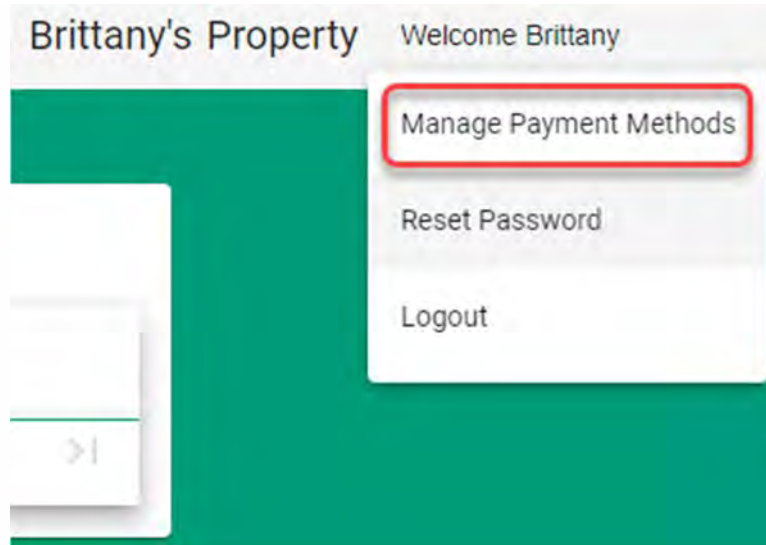 Brittany's Property
Welcome Brittany
Manage Payment Methods
Reset Password
Logout